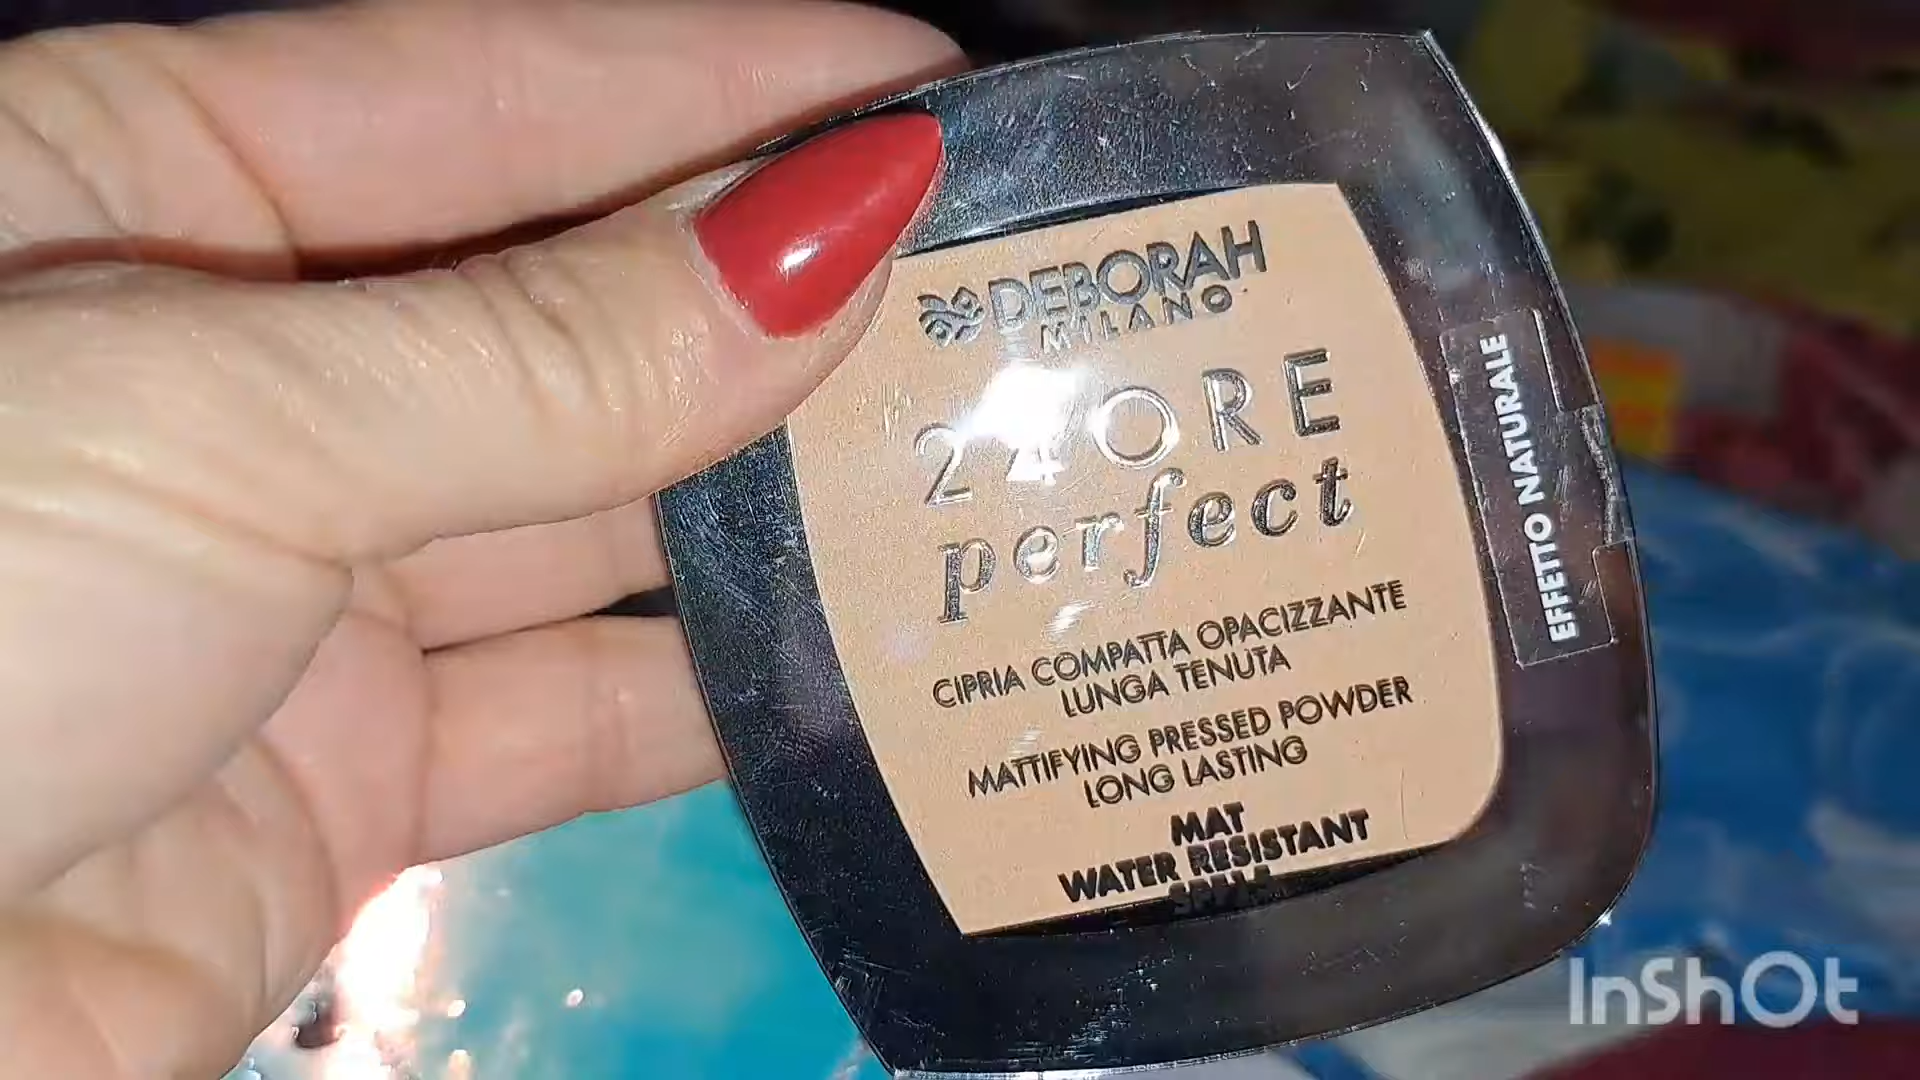 DEBORAH
MILANO
24ORE
perfect
CIPRIA COMPATTA OPACIZZANTE
LUNGA TENUTA
MATTIFYING PRESSED POWDER
LONG LASTING
MAT
WATER RESISTANT
EFFETTO NATURALE
InShOt